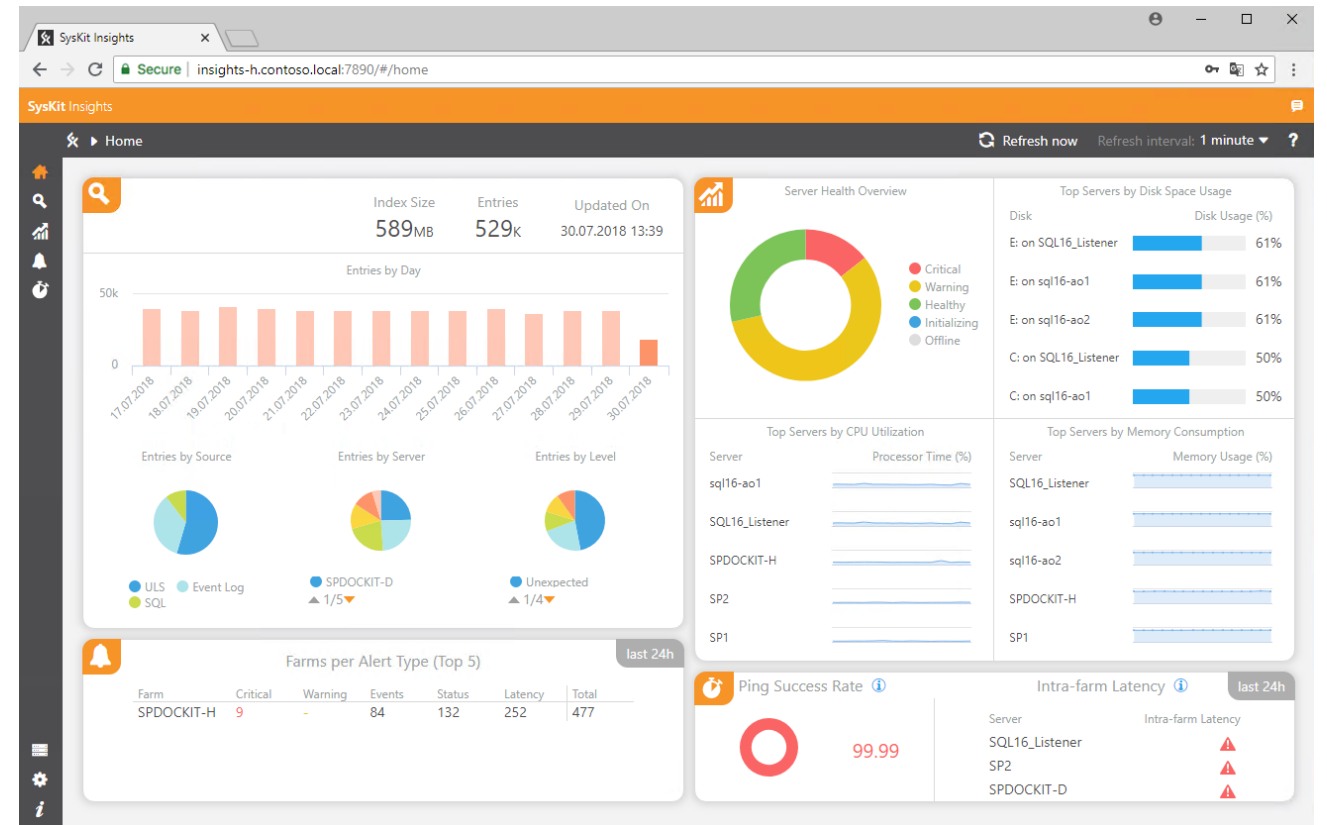 SysKit Insights
Secure insights-h.contoso.local:7890/#/home
SysKit Insights
Home
Refresh now Refresh interval: 1 minute ?
Index Size Entries Updated On
589MB 529K 30.07.2018 13:39
Entries by Day
50k
0
17.07.2018 18.07.2018 19.07.2018 20.07.2018 21.07.2018 22.07.2018 23.07.2018 24.07.2018 25.07.2018 26.07.2018 27.07.2018 28.07.2018 29.07.2018 30.07.2018
Entries by Source Entries by Server Entries by Level
ULS Event Log
SQL
SPDOCKIT-D
1/5
Unexpected
1/4
Farms per Alert Type (Top 5) last 24h
Farm Critical Warning Events Status Latency Total
SPDOCKIT-H 9 - 84 132 252 477
Server Health Overview
Critical
Warning
Healthy
Initializing
Offline
Top Servers by Disk Space Usage
Disk Disk Usage (%)
E: on SQL16_Listener 61%
E: on sql16-ao1 61%
E: on sql16-ao2 61%
C: on SQL16_Listener 50%
C: on sql16-ao1 50%
Top Servers by CPU Utilization
Server Processor Time (%)
sql16-ao1
SQL16_Listener
SPDOCKIT-H
SP2
SP1
Top Servers by Memory Consumption
Server Memory Usage (%)
SQL16_Listener
sql16-ao1
sql16-ao2
SPDOCKIT-H
SP1
Ping Success Rate
99.99
Intra-farm Latency last 24h
Server Intra-farm Latency
SQL16_Listener
SP2
SPDOCKIT-D